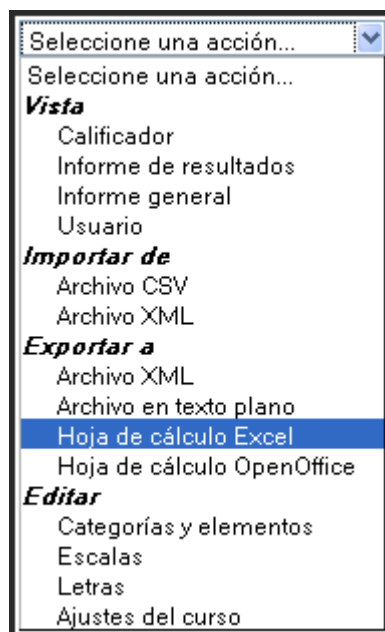 Seleccione una acción...
Seleccione una acción...
Vista
Calificador
Informe de resultados
Informe general
Usuario
Importar de
Archivo CSV
Archivo XML
Exportar a
Archivo XML
Archivo en texto plano
Hoja de cálculo Excel
Hoja de cálculo OpenOffice
Editar
Categorías y elementos
Escalas
Letras
Ajustes del curso